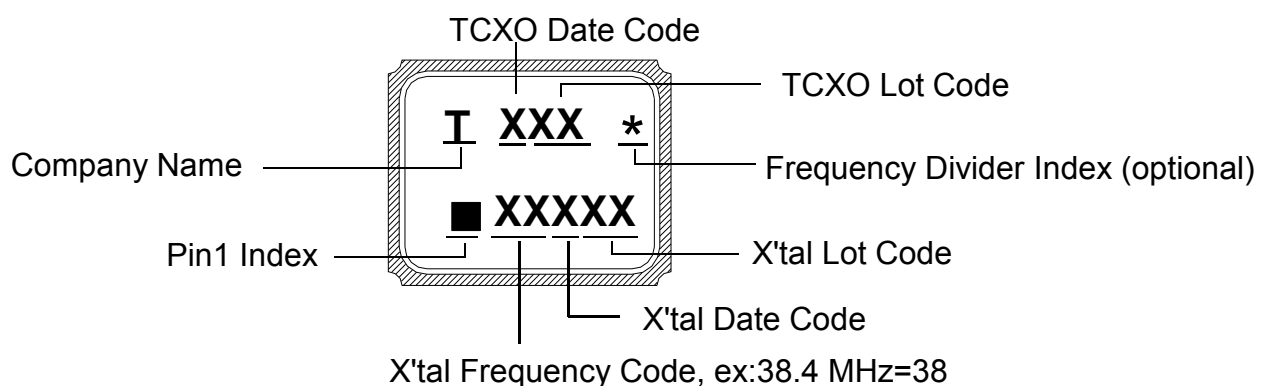 TCXO Date Code
TCXO Lot Code
T XXX *
Company Name
Frequency Divider Index (optional)
■ XXXXX
Pin1 Index
X'tal Lot Code
X'tal Date Code
X'tal Frequency Code, ex:38.4 MHz=38